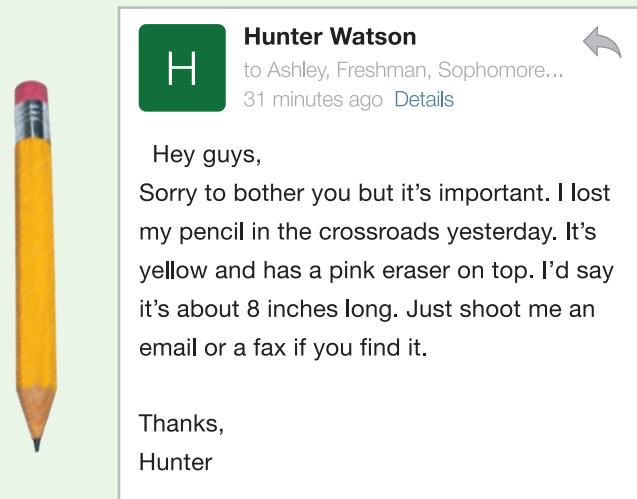 H
Hunter Watson
to Ashley, Freshman, Sophomore...
31 minutes ago Details
Hey guys,
Sorry to bother you but it’s important. I lost
my pencil in the crossroads yesterday. It’s
yellow and has a pink eraser on top. I’d say
it’s about 8 inches long. Just shoot me an
email or a fax if you find it.
Thanks,
Hunter